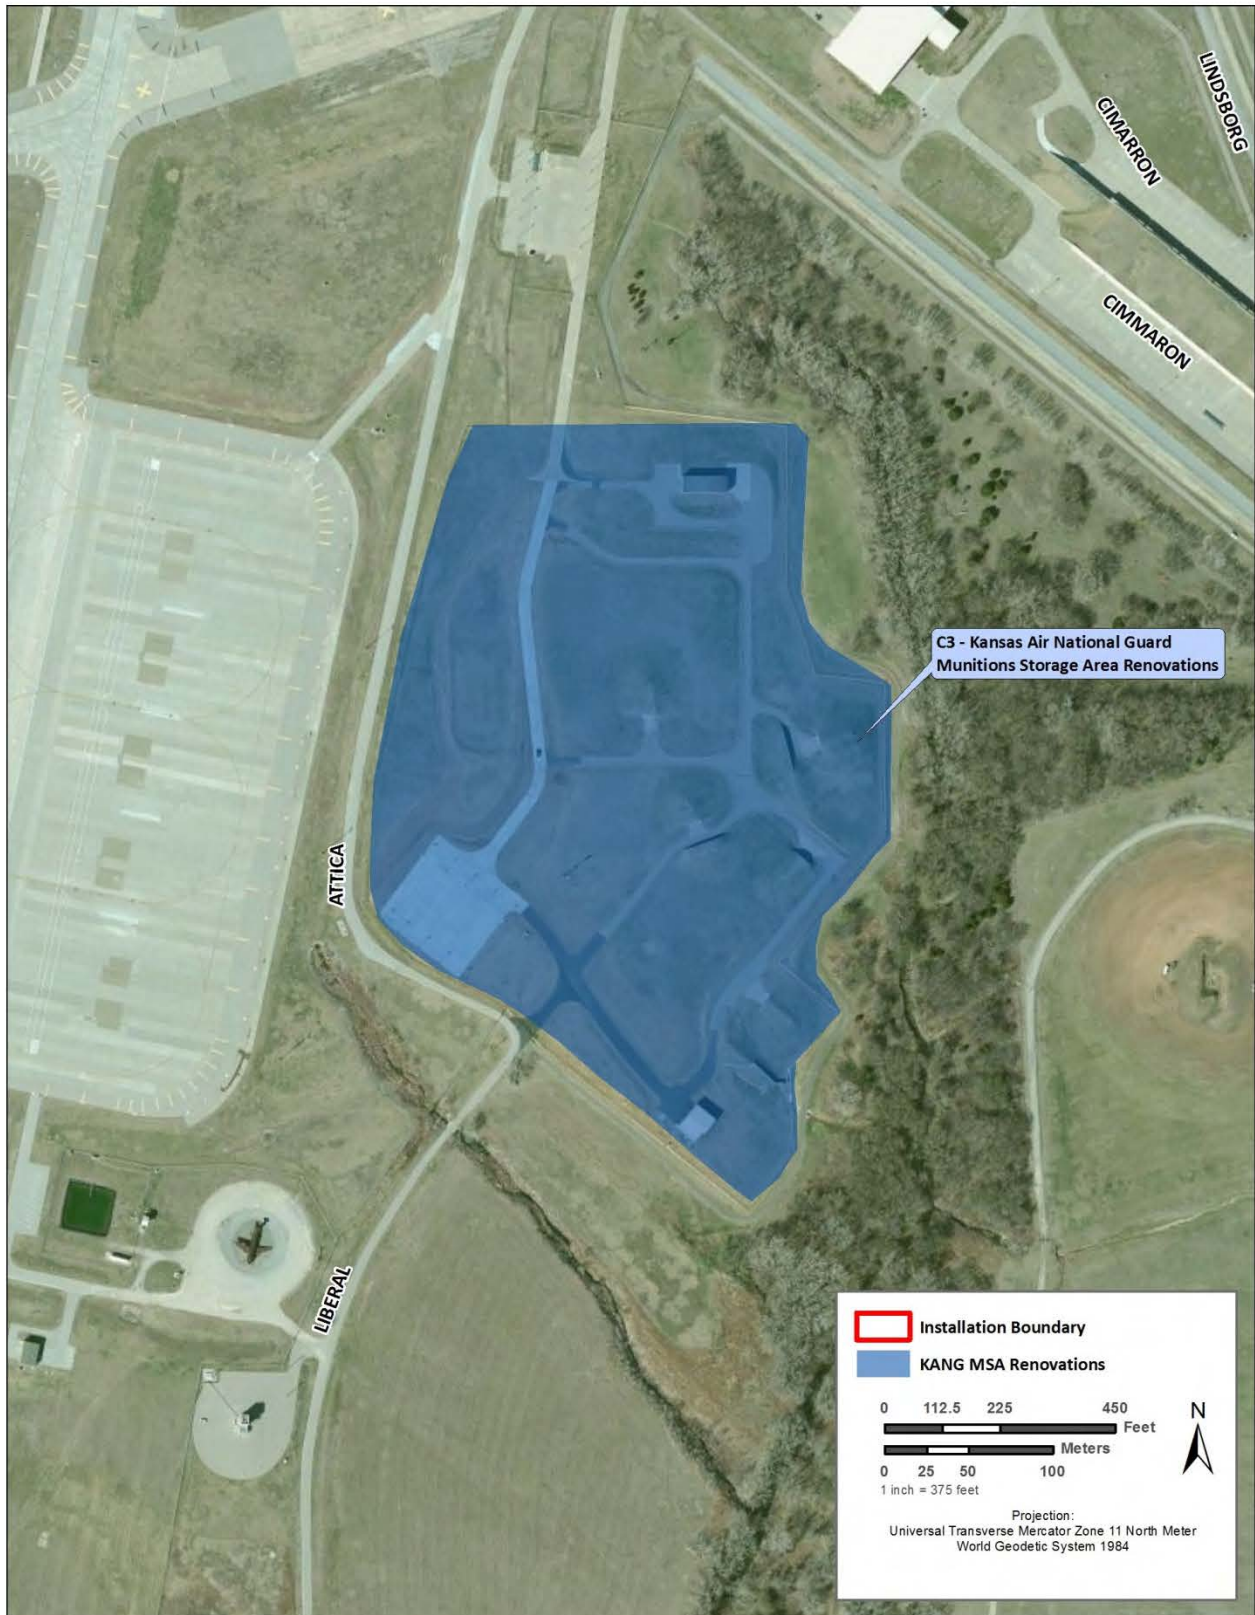 LINDSBORG
CIMARRON
CIMMARON
C3 - Kansas Air National Guard
Munitions Storage Area Renovations
ATTICA
LIBERAL
Installation Boundary
KANG MSA Renovations
0 112.5 225 450
Feet
Meters
0 25 50 100
1 inch = 375 feet
N
Projection:
Universal Transverse Mercator Zone 11 North Meter
World Geodetic System 1984